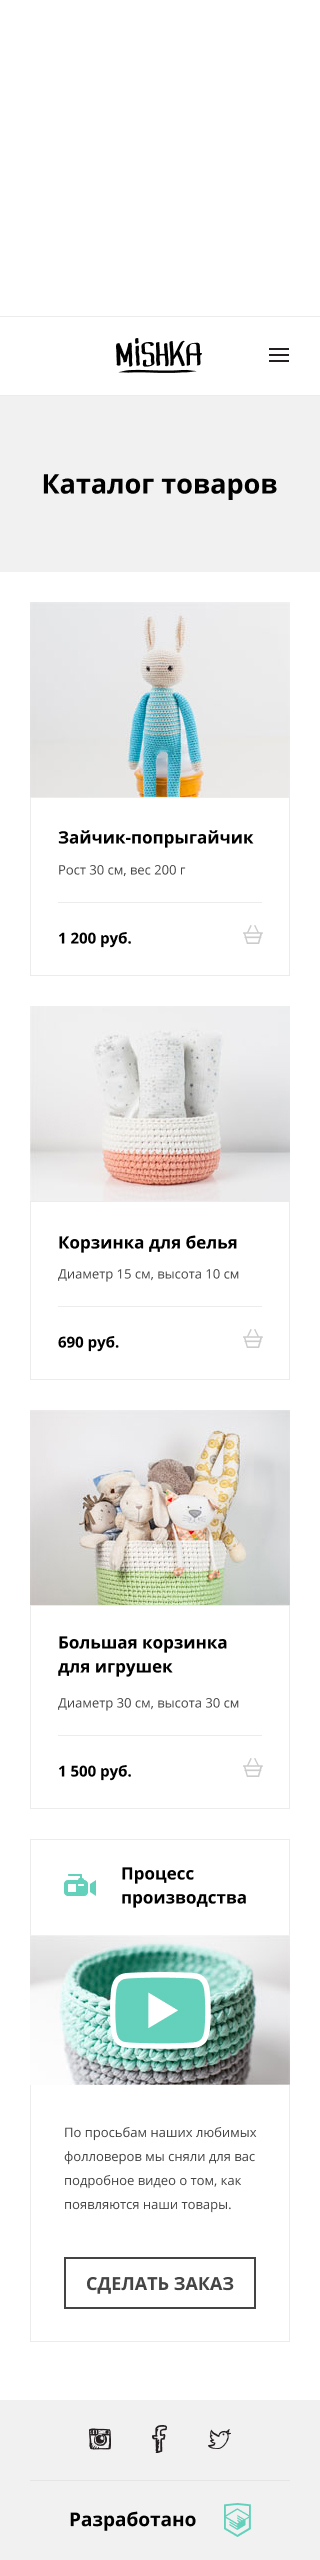 MiSHKA
Каталог товаров
Зайчик-попрыгайчик
Рост 30 см, вес 200 г
1 200 руб.
Корзинка для белья
Диаметр 15 см, высота 10 см
690 руб.
Большая корзинка
для игрушек
Диаметр 30 см, высота 30 см
1 500 руб.
Процесс
производства
По просьбам наших любимых
фолловеров мы сняли для вас
подробное видео о том, как
появляются наши товары.
СДЕЛАТЬ ЗАКАЗ
Разработано